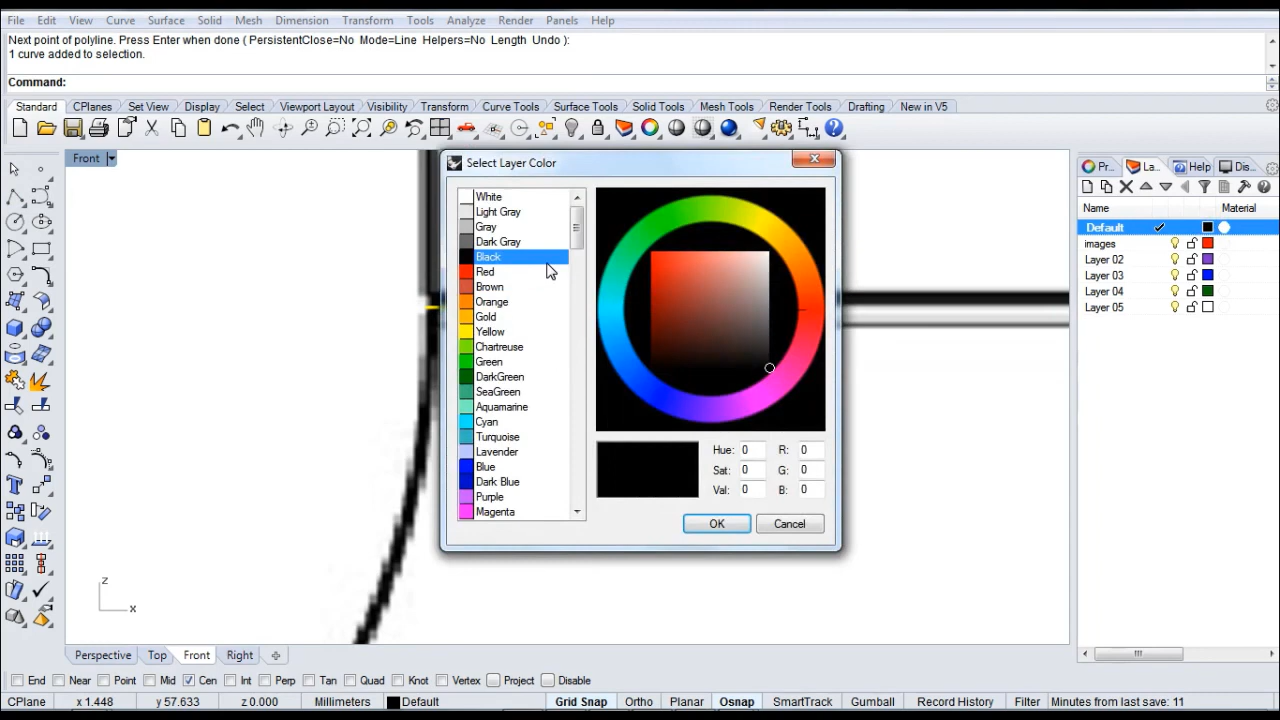 File Edit View Curve Surface Solid Mesh Dimension Transform Tools Analyze Render Panels Help
Next point of polyline. Press Enter when done ( PersistentClose=No Mode=Line Helpers=No Length Undo ):
1 curve added to selection.
Command:
Standard CPlanes Set View Display Select Viewport Layout Visibility Transform Curve Tools Surface Tools Solid Tools Mesh Tools Render Tools Drafting New in V5
Front
Select Layer Color
Pr... La... Help Dis...
Name Material
Default
images
Layer 02
Layer 03
Layer 04
Layer 05
White
Light Gray
Gray
Dark Gray
Black
Red
Brown
Orange
Gold
Yellow
Chartreuse
Green
DarkGreen
SeaGreen
Aquamarine
Cyan
Turquoise
Lavender
Blue
Dark Blue
Purple
Magenta
Hue: 0 R: 0
Sat: 0 G: 0
Val: 0 B: 0
OK Cancel
z
x
Perspective Top Front Right
End Near Point Mid Cen Int Perp Tan Quad Knot Vertex Project Disable
CPlane x 1.448 y 57.633 z 0.000 Millimeters Default Grid Snap Ortho Planar Osnap SmartTrack Gumball Record History Filter Minutes from last save: 11